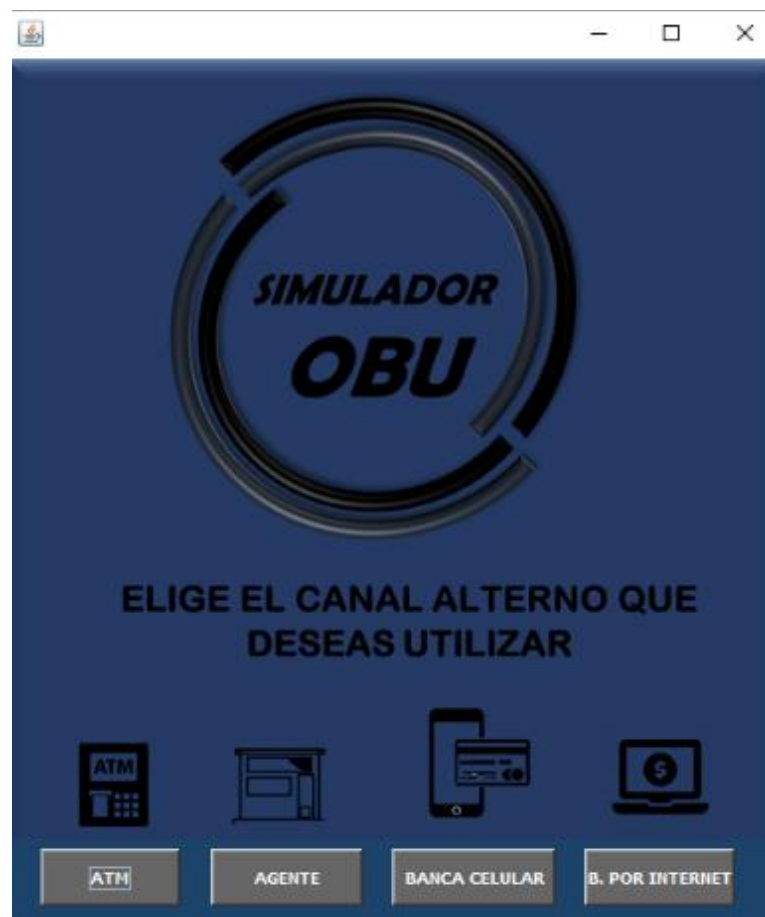 SIMULADOR
OBU
ELIGE EL CANAL ALTERNO QUE
DESEAS UTILIZAR
ATM
ATM
AGENTE
BANCA CELULAR
B. POR INTERNET